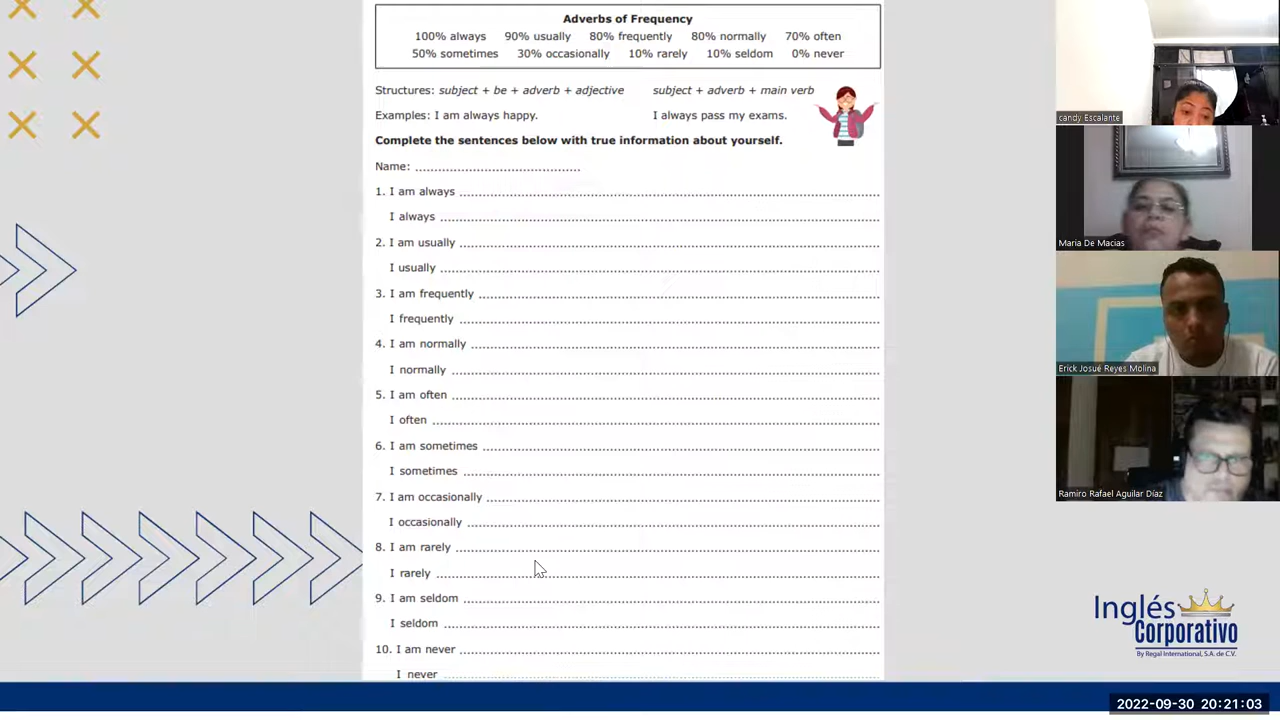 Adverbs of Frequency
100% always 90% usually 80% frequently 80% normally 70% often
50% sometimes 30% occasionally 10% rarely 10% seldom 0% never
Structures: subject + be + adverb + adjective subject + adverb + main verb
Examples: I am always happy. I always pass my exams.
Complete the sentences below with true information about yourself.
Name: ..........................................
1. I am always ..........................................
I always ..........................................
2. I am usually ..........................................
I usually ..........................................
3. I am frequently ..........................................
I frequently ..........................................
4. I am normally ..........................................
I normally ..........................................
5. I am often ..........................................
I often ..........................................
6. I am sometimes ..........................................
I sometimes ..........................................
7. I am occasionally ..........................................
I occasionally ..........................................
8. I am rarely ..........................................
I rarely ..........................................
9. I am seldom ..........................................
I seldom ..........................................
10. I am never ..........................................
I never ..........................................
candy Escalante
Maria De Macias
Erick Josué Reyes Molina
Ramiro Rafael Aguilar Díaz
Inglés
Corporativo
By Regal International, S.A. de C.V.
2022-09-30 20:21:03